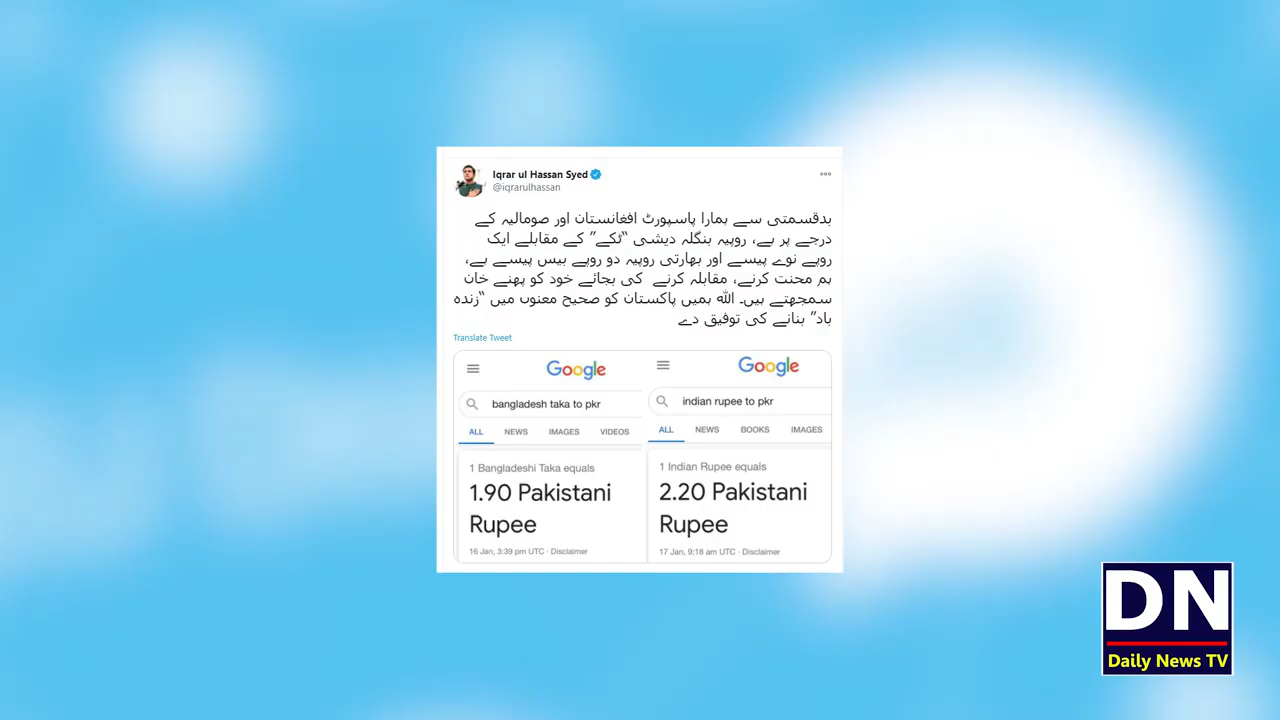 Iqrar ul Hassan Syed
@iqrarulhassan
بدقسمتی سے ہمارا پاسپورٹ افغانستان اور صومالیہ کے
درجے پر ہے، روپیہ بنگلہ دیشی “ٹکے” کے مقابلے ایک
روپے نوے پیسے اور بھارتی روپیہ دو روپے بیس پیسے ہے،
ہم محنت کرنے، مقابلہ کرنے کی بجائے خود کو پھنے خان
سمجھتے ہیں۔ اللہ ہمیں پاکستان کو صحیح معنوں میں “زندہ
باد” بنانے کی توفیق دے
Translate Tweet
Google
bangladesh taka to pkr
ALL NEWS IMAGES VIDEOS
1 Bangladeshi Taka equals
1.90 Pakistani
Rupee
16 Jan, 3:39 pm UTC · Disclaimer
Google
indian rupee to pkr
ALL NEWS BOOKS IMAGES
1 Indian Rupee equals
2.20 Pakistani
Rupee
17 Jan, 9:18 am UTC · Disclaimer
DN
Daily News TV